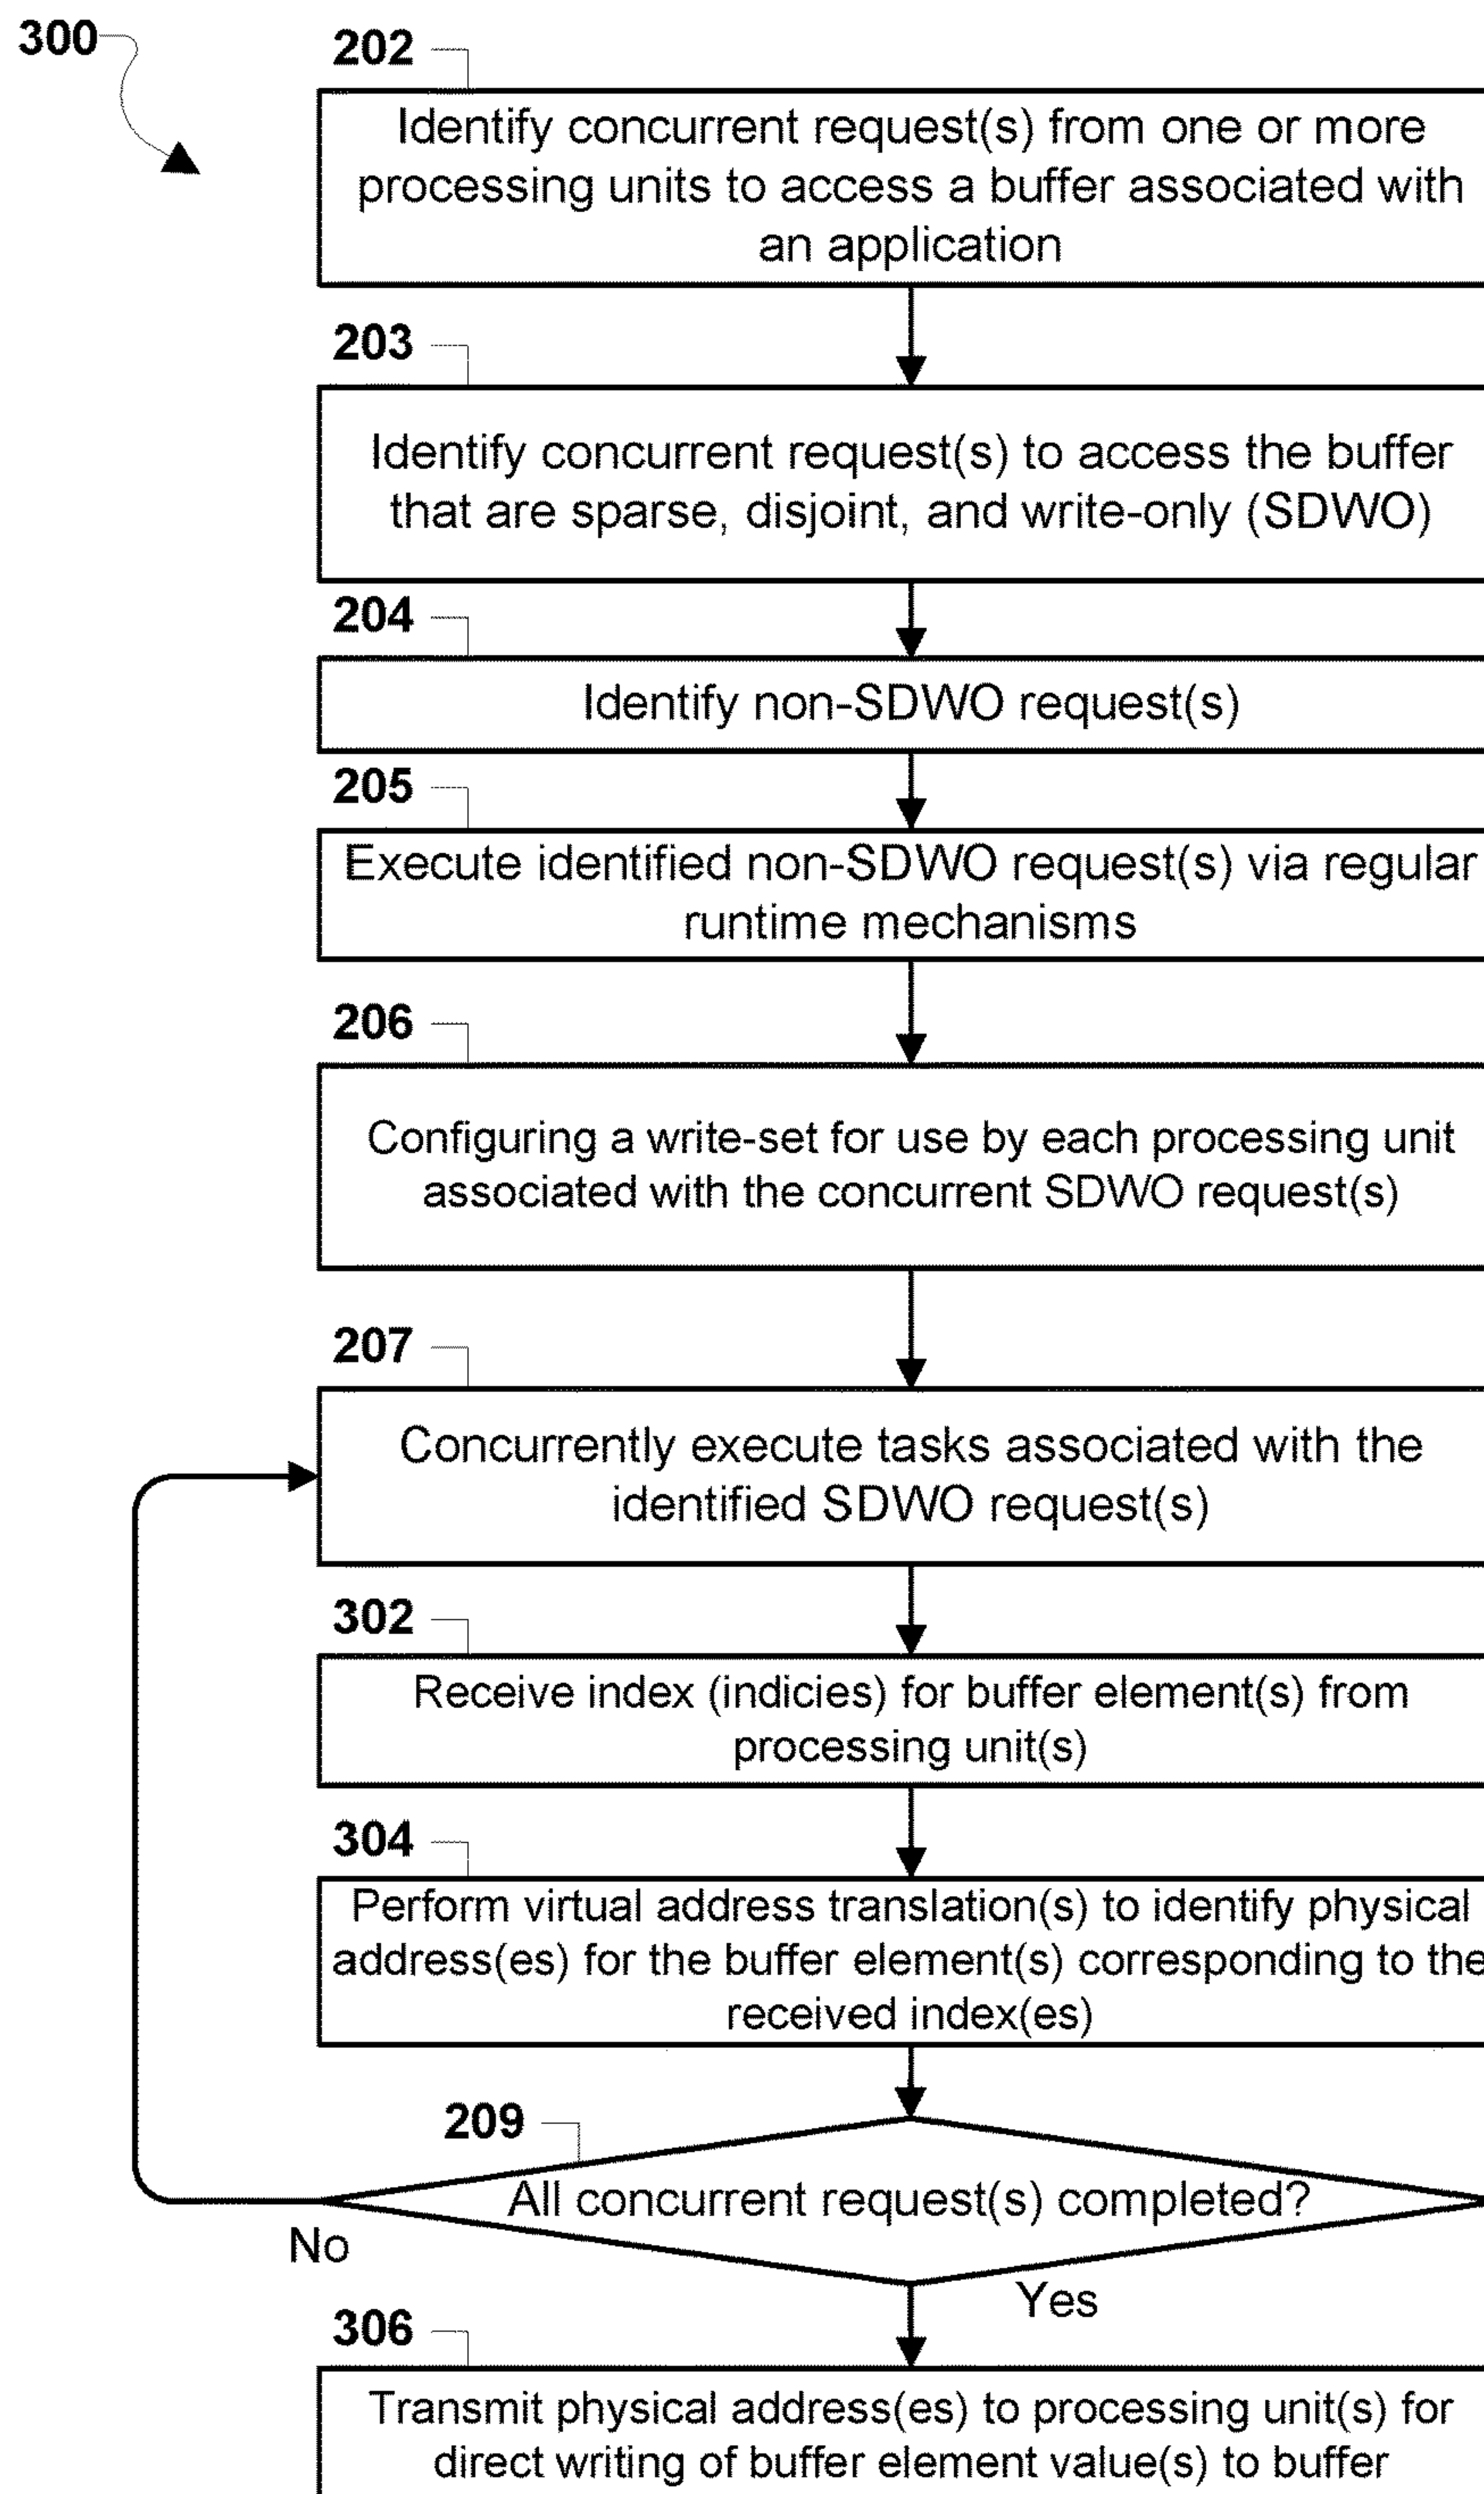 300
202
Identify concurrent request(s) from one or more
processing units to access a buffer associated with
an application
203
Identify concurrent request(s) to access the buffer
that are sparse, disjoint, and write-only (SDWO)
204
Identify non-SDWO request(s)
205
Execute identified non-SDWO request(s) via regular
runtime mechanisms
206
Configuring a write-set for use by each processing unit
associated with the concurrent SDWO request(s)
207
Concurrently execute tasks associated with the
identified SDWO request(s)
302
Receive index (indicies) for buffer element(s) from
processing unit(s)
304
Perform virtual address translation(s) to identify physical
address(es) for the buffer element(s) corresponding to the
received index(es)
209
All concurrent request(s) completed?
No
Yes
306
Transmit physical address(es) to processing unit(s) for
direct writing of buffer element value(s) to buffer